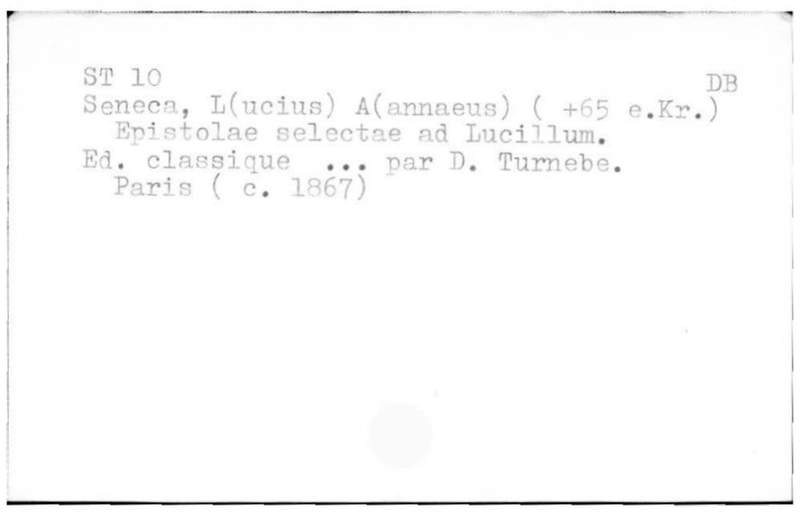 ST 10 DB
Seneca, L(ucius) A(annaeus) ( +65 e.Kr.)
Epistolae selectae ad Lucillum.
Ed. classique ... par D. Turnebe.
Paris ( c. 1867)